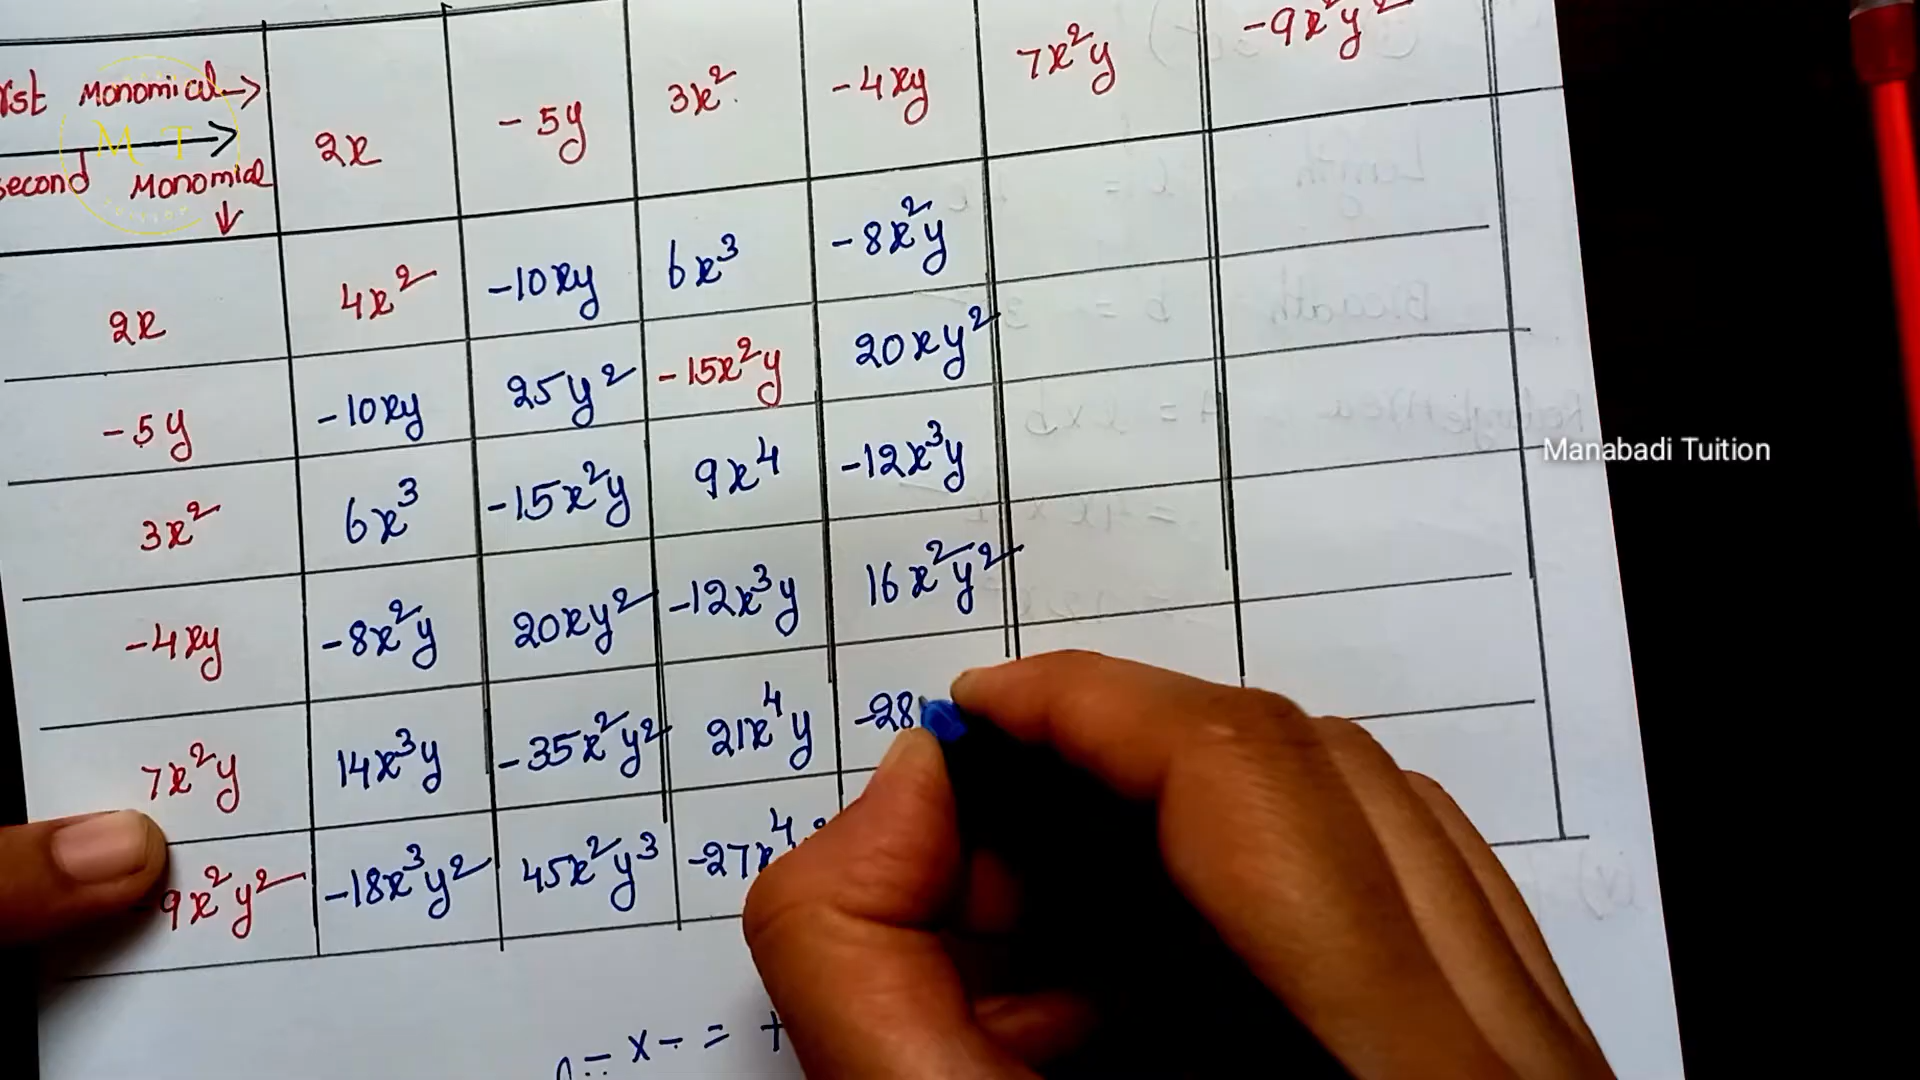 rst Monomial → 2x -5y 3x² -4xy 7x²y -9x²y²
second Monomial ↓
M T
TUITION
2x 4x² -10xy 6x³ -8x²y
-5y -10xy 25y² -15x²y 20xy²
3x² 6x³ -15x²y 9x⁴ -12x³y
-4xy -8x²y 20xy² -12x³y 16x²y²
7x²y 14x³y -35x²y² 21x⁴y -28
-9x²y² -18x³y² 45x²y³ -27x⁴
- x - = +
Manabadi Tuition